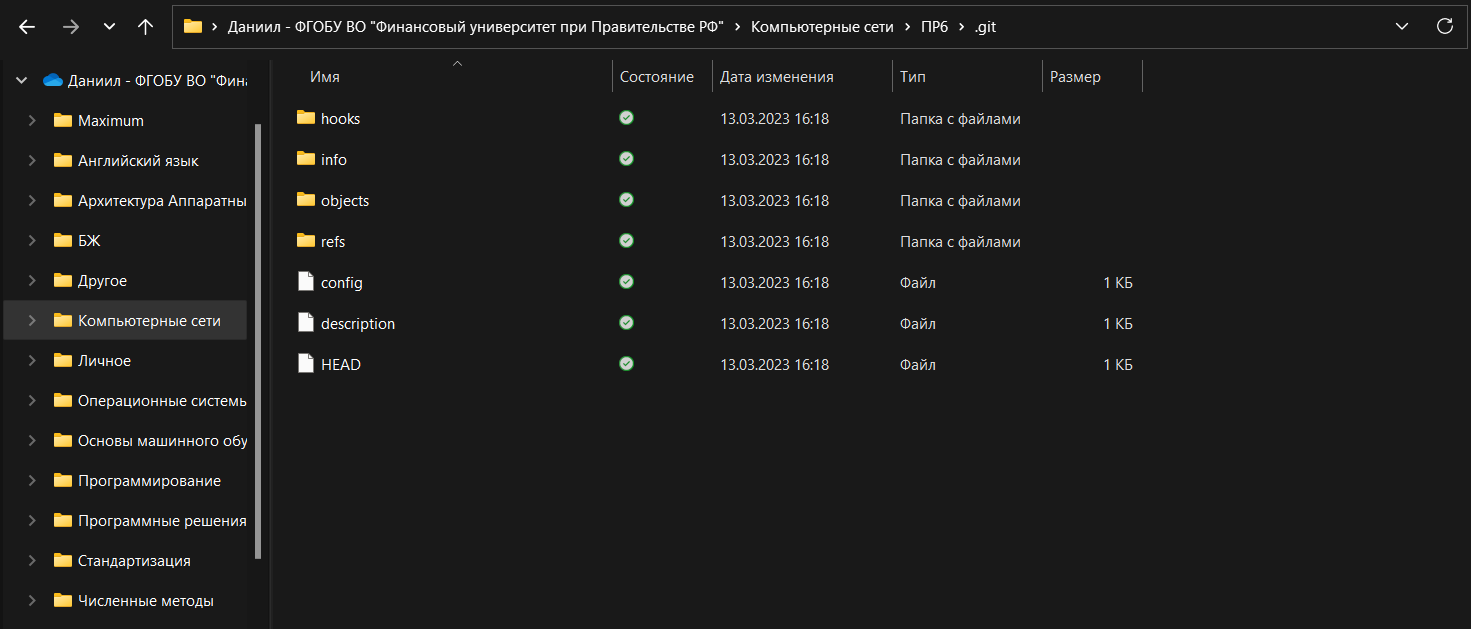 Даниил - ФГОБУ ВО "Финансовый университет при Правительстве РФ" > Компьютерные сети > ПР6 > .git
Даниил - ФГОБУ ВО "Фина
Maximum
Английский язык
Архитектура Аппаратны
БЖ
Другое
Компьютерные сети
Личное
Операционные системь
Основы машинного обу
Программирование
Программные решения
Стандартизация
Численные методы
Имя Состояние Дата изменения Тип Размер
hooks 13.03.2023 16:18 Папка с файлами
info 13.03.2023 16:18 Папка с файлами
objects 13.03.2023 16:18 Папка с файлами
refs 13.03.2023 16:18 Папка с файлами
config 13.03.2023 16:18 Файл 1 КБ
description 13.03.2023 16:18 Файл 1 КБ
HEAD 13.03.2023 16:18 Файл 1 КБ